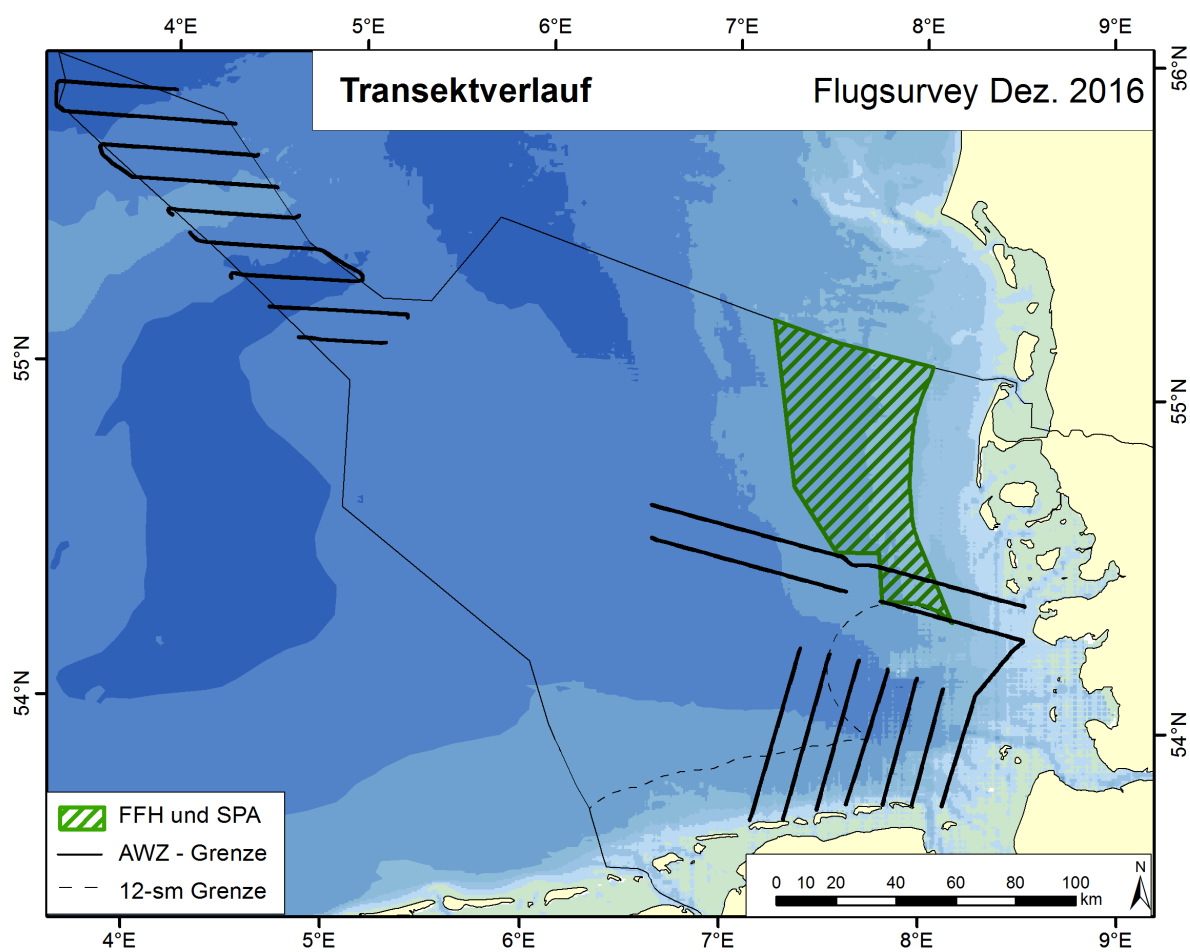 4°E 5°E 6°E 7°E 8°E 9°E
Transektverlauf Flugsurvey Dez. 2016
56°N
55°N
55°N
54°N
54°N
FFH und SPA
AWZ - Grenze
12-sm Grenze
N
0 10 20 40 60 80 100
km
4°E 5°E 6°E 7°E 8°E 9°E